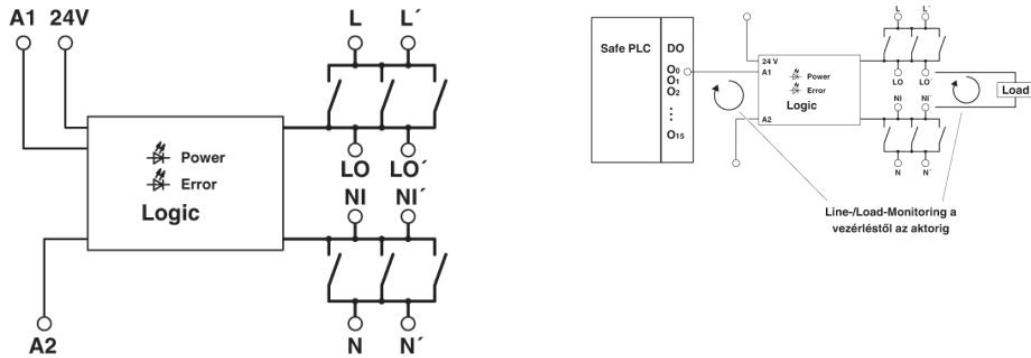 A1 24V L L´
Power
Error
Logic
LO LO´
NI NI´
A2
N N´
Safe PLC DO
O0
O1
O2
O15
24 V
A1
Power
Error
Logic
A2
L L´
LO LO´
NI NI´
N N´
Load
Line-/Load-Monitoring a
vezérléstől az aktorig